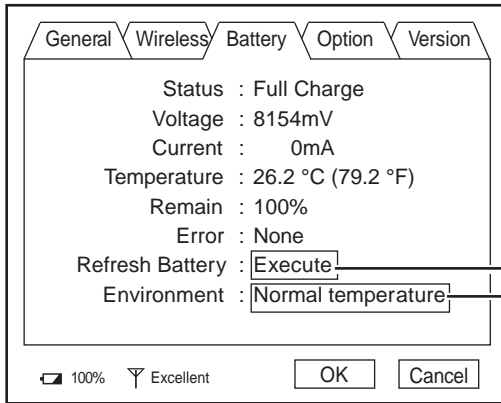 General Wireless Battery Option Version
Status : Full Charge
Voltage : 8154mV
Current : 0mA
Temperature : 26.2 °C (79.2 °F)
Remain : 100%
Error : None
Refresh Battery : Execute
Environment : Normal temperature
100% Excellent OK Cancel